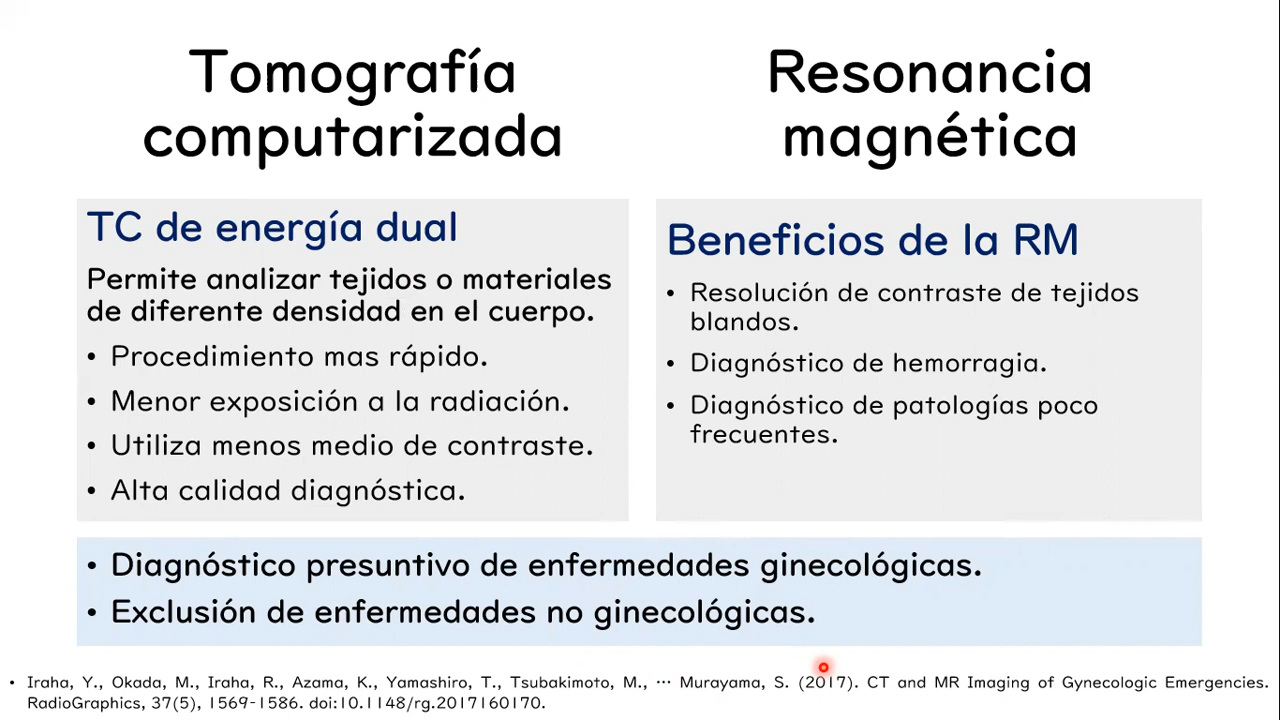 Tomografía
computarizada
TC de energía dual
Permite analizar tejidos o materiales
de diferente densidad en el cuerpo.
• Procedimiento mas rápido.
• Menor exposición a la radiación.
• Utiliza menos medio de contraste.
• Alta calidad diagnóstica.
Resonancia
magnética
Beneficios de la RM
• Resolución de contraste de tejidos
blandos.
• Diagnóstico de hemorragia.
• Diagnóstico de patologías poco
frecuentes.
• Diagnóstico presuntivo de enfermedades ginecológicas.
• Exclusión de enfermedades no ginecológicas.
• Iraha, Y., Okada, M., Iraha, R., Azama, K., Yamashiro, T., Tsubakimoto, M., … Murayama, S. (2017). CT and MR Imaging of Gynecologic Emergencies.
RadioGraphics, 37(5), 1569-1586. doi:10.1148/rg.2017160170.